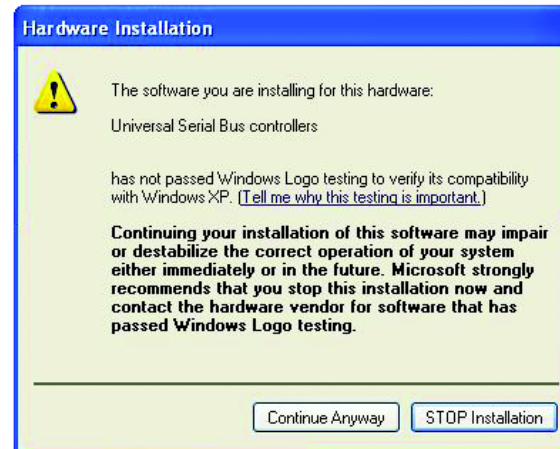 Hardware Installation
The software you are installing for this hardware:
Universal Serial Bus controllers
has not passed Windows Logo testing to verify its compatibility
with Windows XP. (Tell me why this testing is important.)
Continuing your installation of this software may impair
or destabilize the correct operation of your system
either immediately or in the future. Microsoft strongly
recommends that you stop this installation now and
contact the hardware vendor for software that has
passed Windows Logo testing.
Continue Anyway STOP Installation